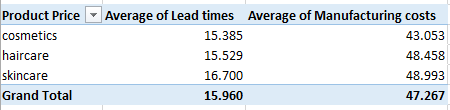 Product Price Average of Lead times Average of Manufacturing costs
cosmetics 15.385 43.053
haircare 15.529 48.458
skincare 16.700 48.993
Grand Total 15.960 47.267